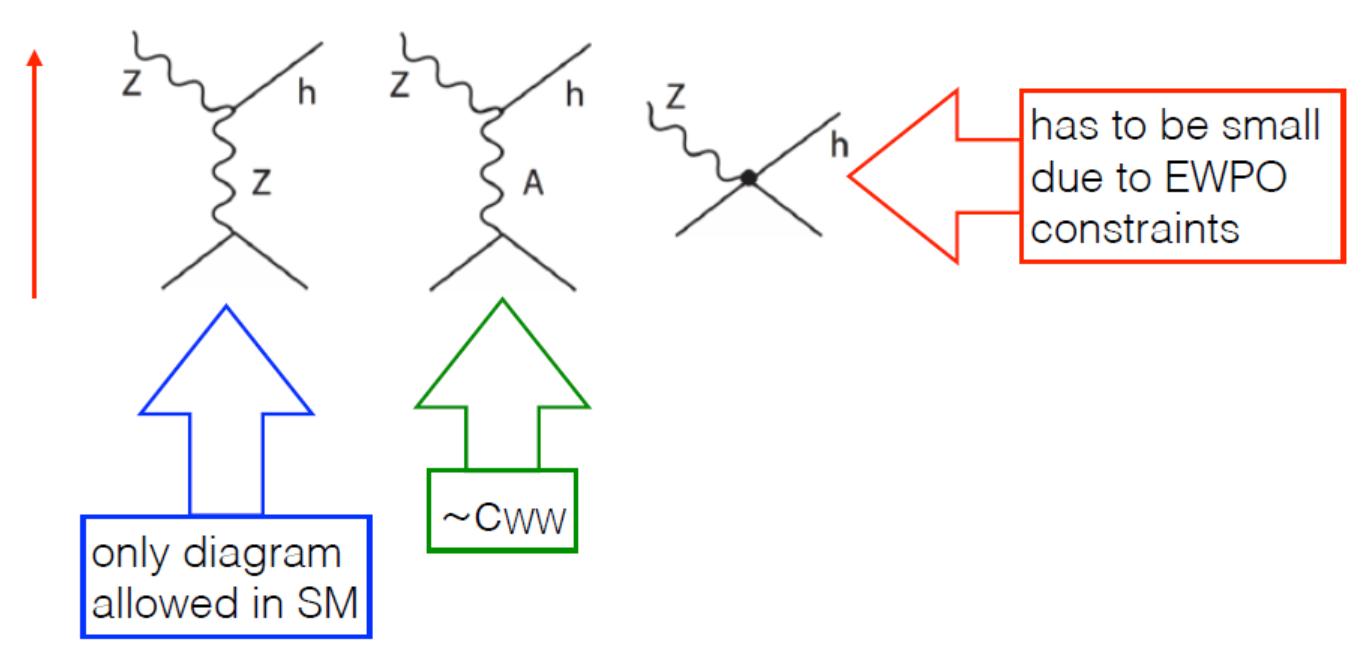 Z
h
Z
Z
h
A
Z
h
has to be small
due to EWPO
constraints
~cww
only diagram
allowed in SM